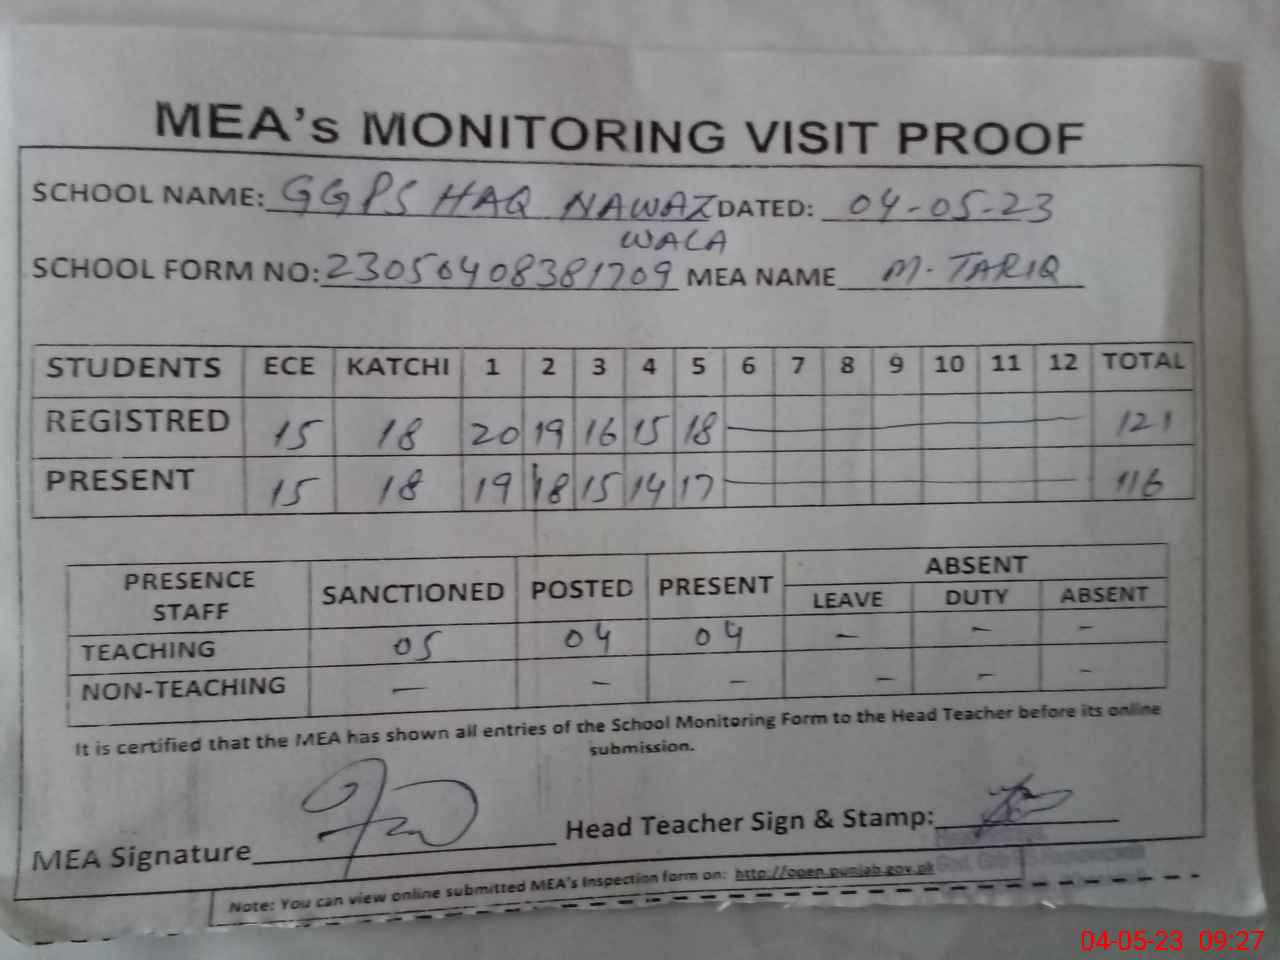 MEA's MONITORING VISIT PROOF
SCHOOL NAME: GGPS HAQ NAWAZ DATED: 04-05-23
WALA
SCHOOL FORM NO: 23056408381709 MEA NAME M. TARIQ
STUDENTS ECE KATCHI 1 2 3 4 5 6 7 8 9 10 11 12 TOTAL
REGISTRED 15 18 20 19 16 15 18 121
PRESENT 15 18 19 18 15 14 17 116
PRESENCE STAFF SANCTIONED POSTED PRESENT ABSENT
LEAVE DUTY ABSENT
TEACHING 05 04 04 - - -
NON-TEACHING - - - - - -
It is certified that the MEA has shown all entries of the School Monitoring Form to the Head Teacher before its online
submission.
MEA Signature
Head Teacher Sign & Stamp:
Note: You can view online submitted MEA's Inspection form on: http://open.punjab.gov.pk
04-05-23 09:27